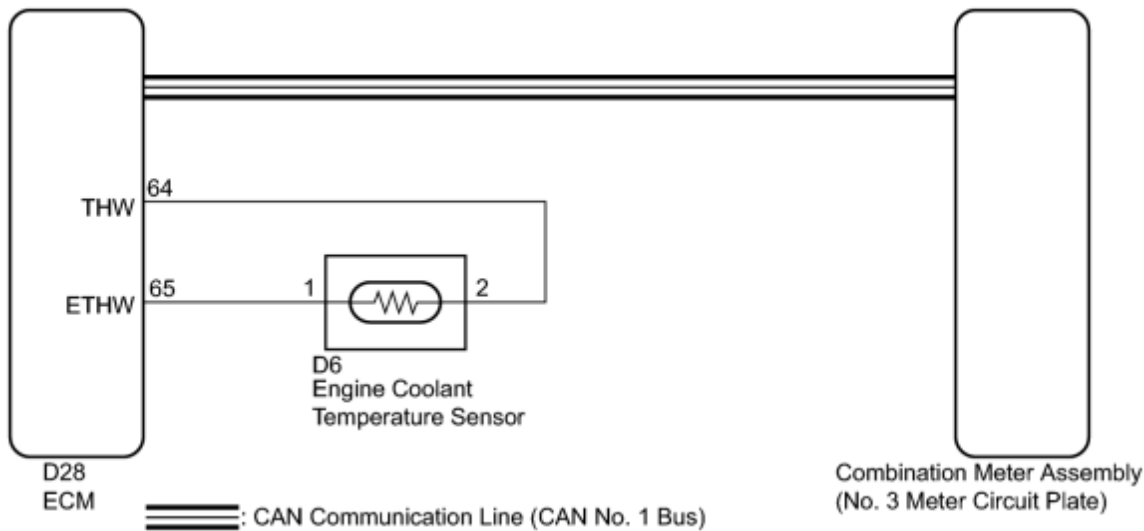 64
THW
65
1
2
ETHW
D6
Engine Coolant
Temperature Sensor
D28
ECM
Combination Meter Assembly
(No. 3 Meter Circuit Plate)
: CAN Communication Line (CAN No. 1 Bus)